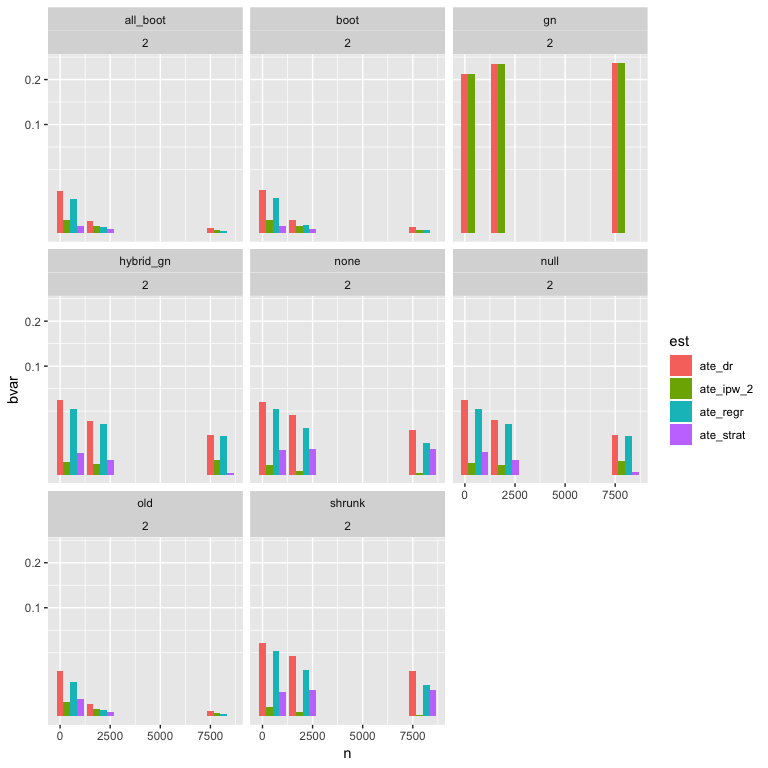 all_boot boot gn
2 2 2
0.2
0.1
hybrid_gn none null
2 2 2
0.2
0.1
0 2500 5000 7500
old shrunk
2 2
0.2
0.1
0 2500 5000 7500 0 2500 5000 7500
n
bvar
est
ate_dr
ate_ipw_2
ate_regr
ate_strat